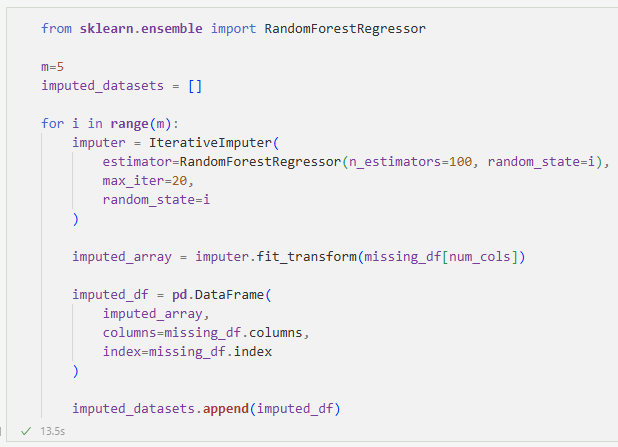 from sklearn.ensemble import RandomForestRegressor
m=5
imputed_datasets = []
for i in range(m):
    imputer = IterativeImputer(
        estimator=RandomForestRegressor(n_estimators=100, random_state=i),
        max_iter=20,
        random_state=i
    )
    imputed_array = imputer.fit_transform(missing_df[num_cols])
    imputed_df = pd.DataFrame(
        imputed_array,
        columns=missing_df.columns,
        index=missing_df.index
    )
    imputed_datasets.append(imputed_df)
✓ 13.5s